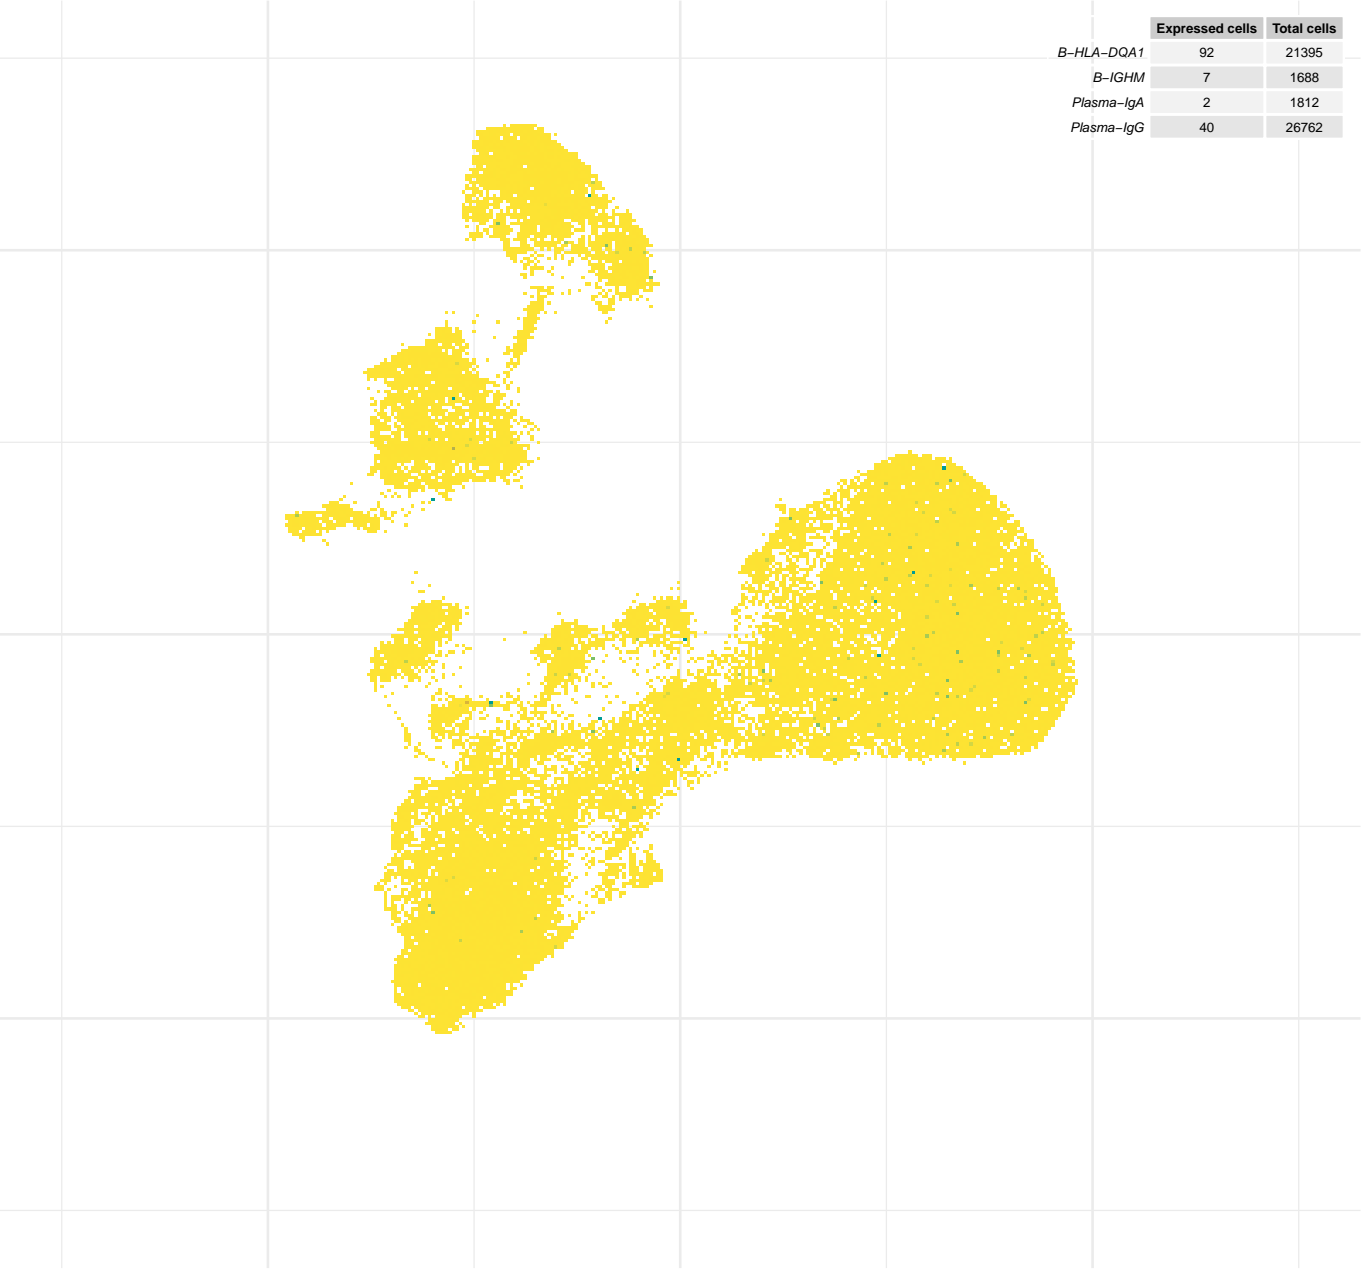 Expressed cells Total cells
B−HLA−DQA1 92 21395
B−IGHM 7 1688
Plasma−IgA 2 1812
Plasma−IgG 40 26762